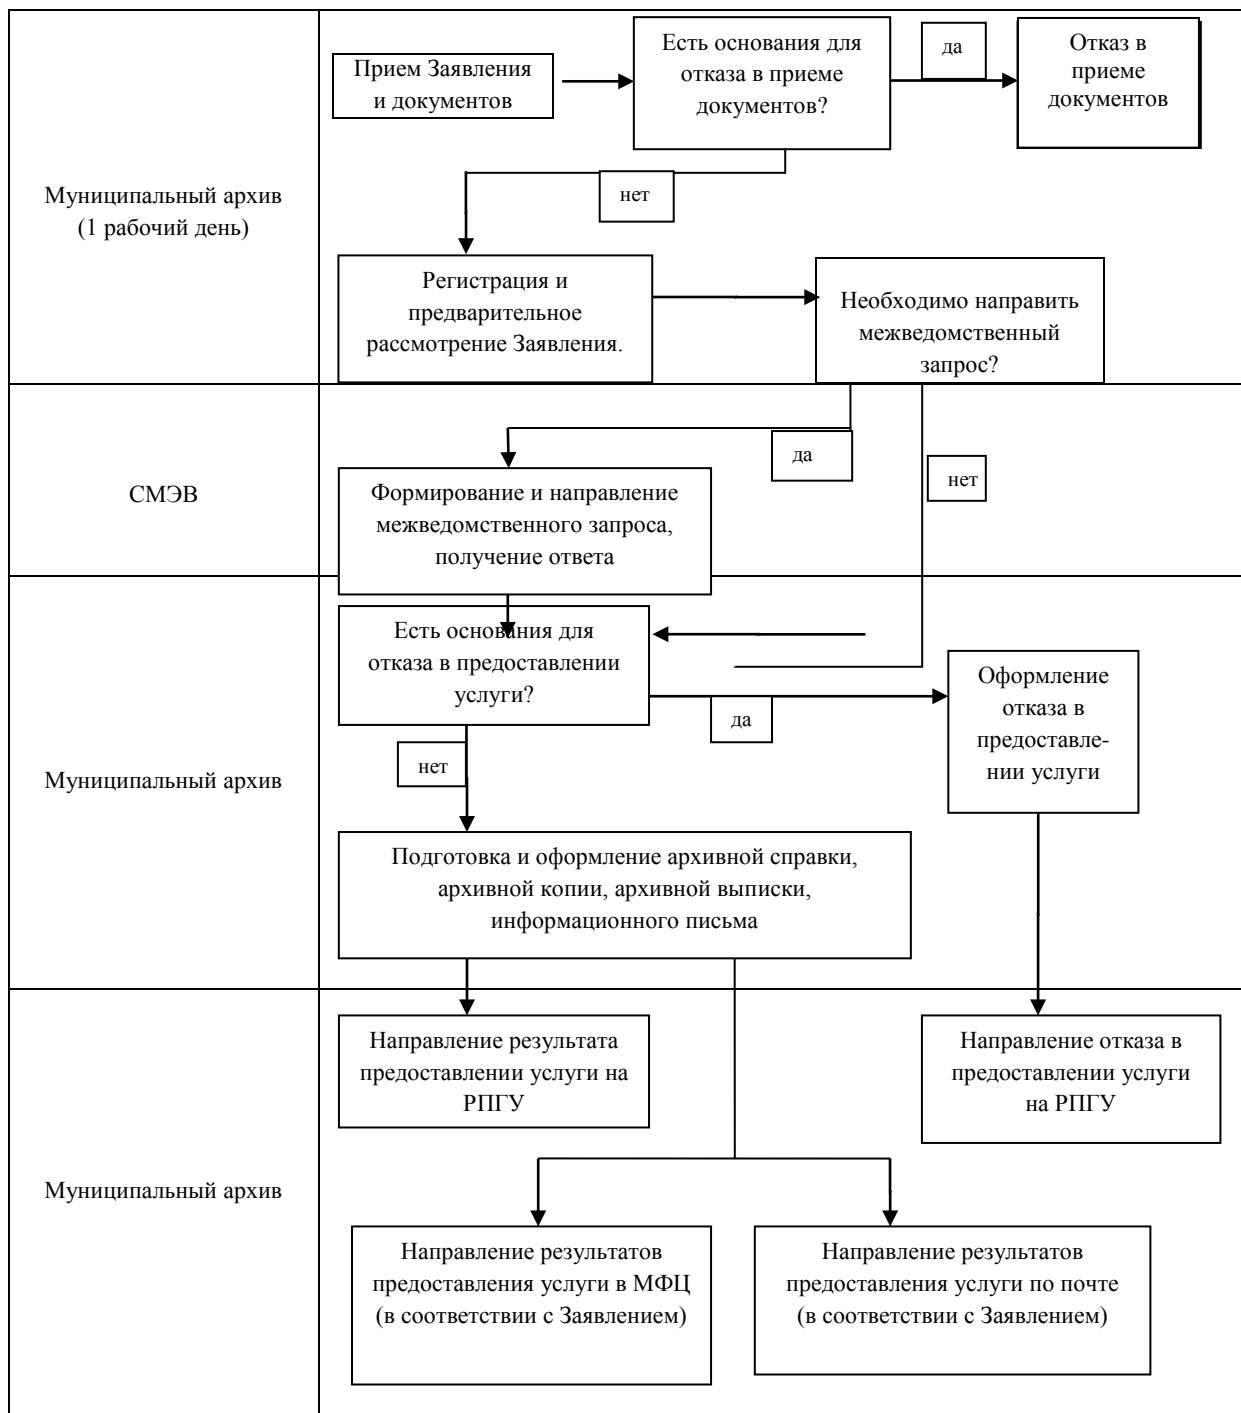 Прием Заявления
и документов
Есть основания для
отказа в приеме
документов?
да
Отказ в
приеме
документов
Муниципальный архив
(1 рабочий день)
нет
Регистрация и
предварительное
рассмотрение Заявления.
Необходимо направить
межведомственный
запрос?
СМЭВ
да
нет
Формирование и направление
межведомственного запроса,
получение ответа
Муниципальный архив
Есть основания для
отказа в предоставлении
услуги?
да
Оформление
отказа в
предоставле-
нии услуги
нет
Подготовка и оформление архивной справки,
архивной копии, архивной выписки,
информационного письма
Муниципальный архив
Направление результата
предоставлении услуги на
РПГУ
Направление отказа в
предоставлении услуги
на РПГУ
Направление результатов
предоставления услуги в МФЦ
(в соответствии с Заявлением)
Направление результатов
предоставления услуги по почте
(в соответствии с Заявлением)